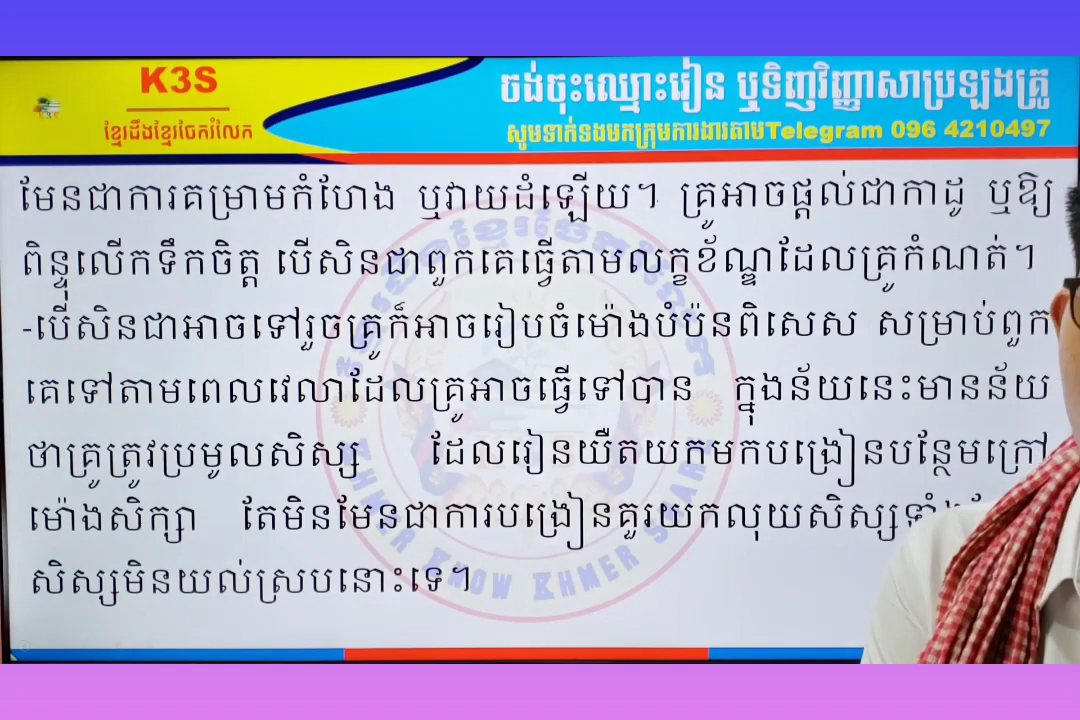 K3S
ខ្មែរដឹងខ្មែរចែករំលែក
ចង់ចុះឈ្មោះរៀន ឬទិញវិញ្ញាសាប្រឡងគ្រូ
សូមទាក់ទងមកក្រុមការងារតាមTelegram 096 4210497
មែនជាការគម្រាមកំហែង ឬវាយដំឡើយ។ គ្រូអាចផ្តល់ជាកាដូ ឬឱ្យ
ពិន្ទុលើកទឹកចិត្ត បើសិនជាពួកគេធ្វើតាមលក្ខខ័ណ្ឌដែលគ្រូកំណត់។
-បើសិនជាអាចទៅរួចគ្រូក៏អាចរៀបចំម៉ោងបំប៉នពិសេស សម្រាប់ពួក
គេទៅតាមពេលវេលាដែលគ្រូអាចធ្វើទៅបាន ក្នុងន័យនេះមានន័យ
ថាគ្រូត្រូវប្រមូលសិស្ស ដែលរៀនយឺតយកមកបង្រៀនបន្ថែមក្រៅ
ម៉ោងសិក្សា តែមិនមែនជាការបង្រៀនគួរយកលុយសិស្ស
សិស្សមិនយល់ស្របនោះទេ។
KHMER KNOW KHMER SHARE